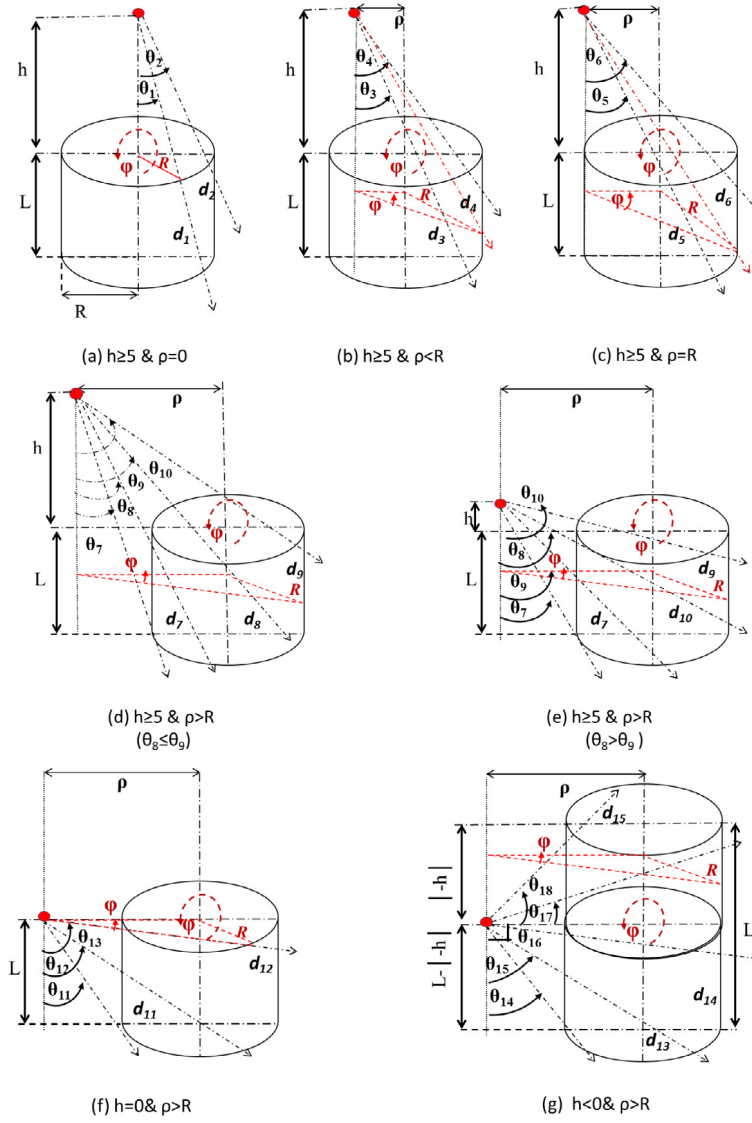 h
θ₂
θ₁
L
φ
R
d₂
d₁
R
(a) h≥5 & ρ=0
ρ
h
θ₄
θ₃
L
φ
R
φ
d₄
d₃
(b) h≥5 & ρ<R
ρ
h
θ₆
θ₅
L
φ
φ
R
d₆
d₅
(c) h≥5 & ρ=R
ρ
h
θ₁₀
θ₉
θ₈
θ₇
φ
L
φ
R
d₉
d₇
d₈
(d) h≥5 & ρ>R
(θ₈≤θ₉)
ρ
θ₁₀
h
θ₈
φ
L
φ
θ₉
θ₇
R
d₉
d₁₀
d₇
(e) h≥5 & ρ>R
(θ₈>θ₉ )
ρ
φ
φ
R
θ₁₃
θ₁₂
θ₁₁
L
d₁₂
d₁₁
(f) h=0& ρ>R
ρ
d₁₅
|-h|
φ
R
θ₁₈
θ₁₇
φ
L
θ₁₆
θ₁₅
θ₁₄
L-|-h|
d₁₄
d₁₃
(g) h<0& ρ>R